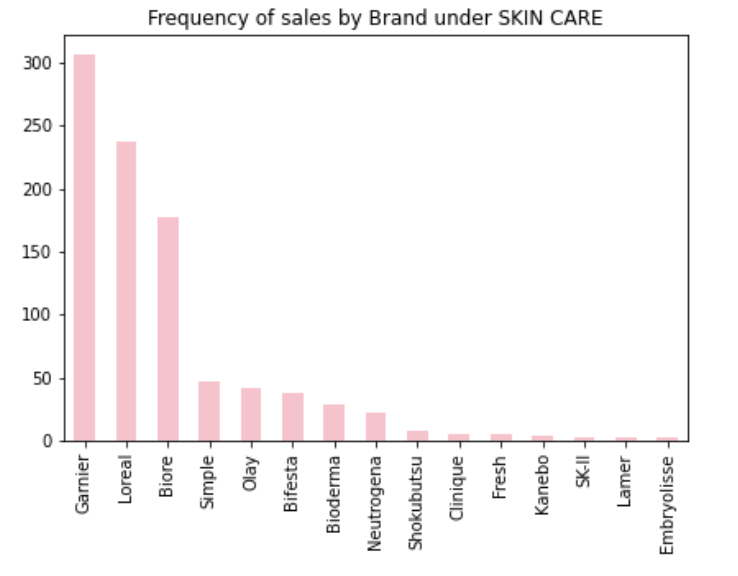 Frequency of sales by Brand under SKIN CARE
300
250
200
150
100
50
0
Garnier
Loreal
Biore
Simple
Olay
Bifesta
Bioderma
Neutrogena
Shokubutsu
Clinique
Fresh
Kanebo
SK-II
Lamer
Embryolisse